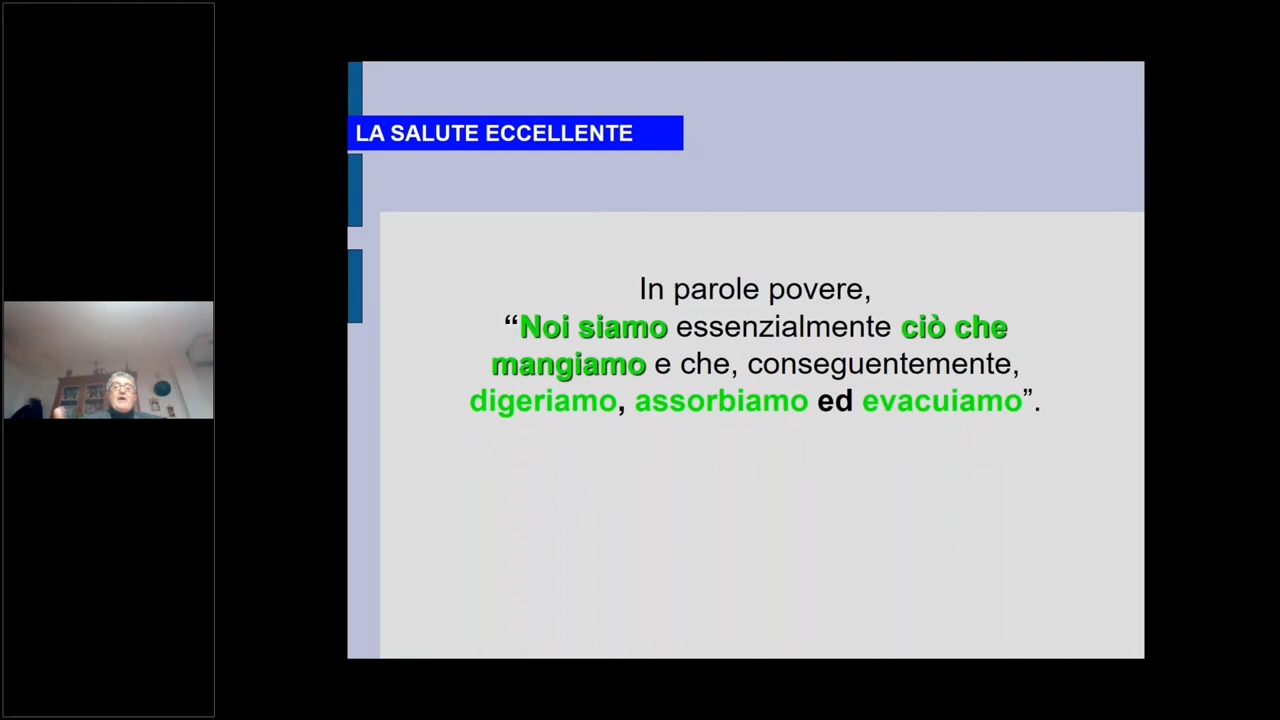 LA SALUTE ECCELLENTE
In parole povere,
“Noi siamo essenzialmente ciò che
mangiamo e che, conseguentemente,
digeriamo, assorbiamo ed evacuiamo”.